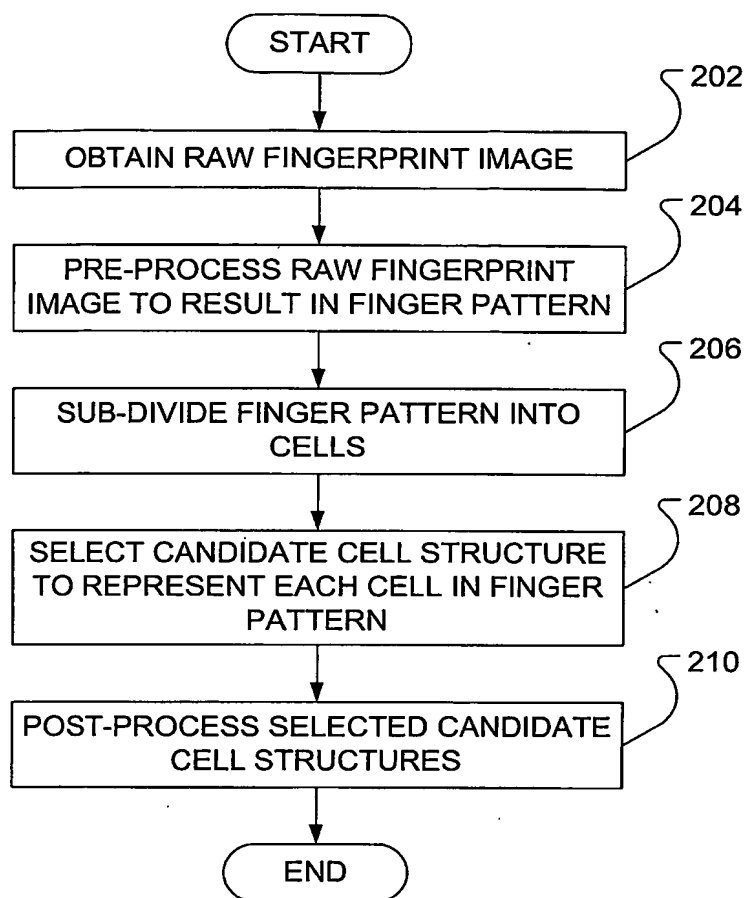 START
202
OBTAIN RAW FINGERPRINT IMAGE
204
PRE-PROCESS RAW FINGERPRINT
IMAGE TO RESULT IN FINGER PATTERN
206
SUB-DIVIDE FINGER PATTERN INTO
CELLS
208
SELECT CANDIDATE CELL STRUCTURE
TO REPRESENT EACH CELL IN FINGER
PATTERN
210
POST-PROCESS SELECTED CANDIDATE
CELL STRUCTURES
END